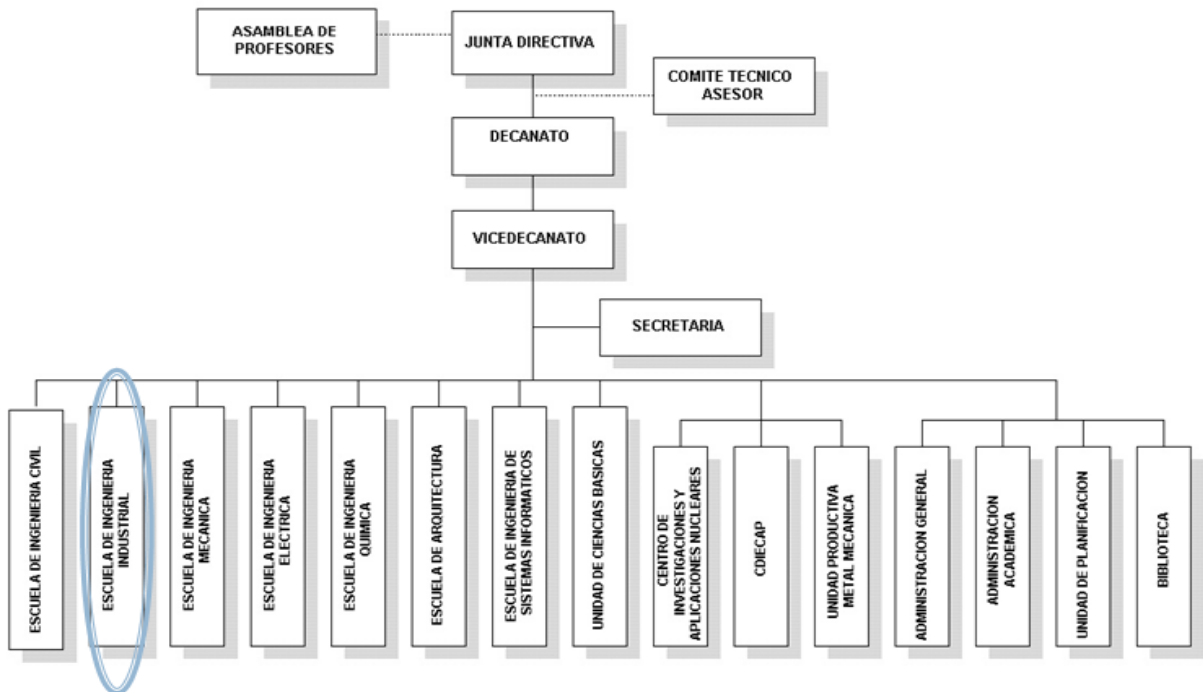 ASAMBLEA DE
PROFESORES
JUNTA DIRECTIVA
COMITE TECNICO
ASESOR
DECANATO
VICEDECANATO
SECRETARIA
ESCUELA DE INGENIERIA CIVIL
ESCUELA DE INGENIERIA
INDUSTRIAL
ESCUELA DE INGENIERIA
MECANICA
ESCUELA DE INGENIERIA
ELECTRICA
ESCUELA DE INGENIERIA
QUIMICA
ESCUELA DE ARQUITECTURA
ESCUELA DE INGENIERIA DE
SISTEMAS INFORMATICOS
UNIDAD DE CIENCIAS BASICAS
CENTRO DE
INVESTIGACIONES Y
APLICACIONES NUCLEARES
CDIECAP
UNIDAD PRODUCTIVA
METAL MECANICA
ADMINISTRACION GENERAL
ADMINISTRACION
ACADEMICA
UNIDAD DE PLANIFICACION
BIBLIOTECA